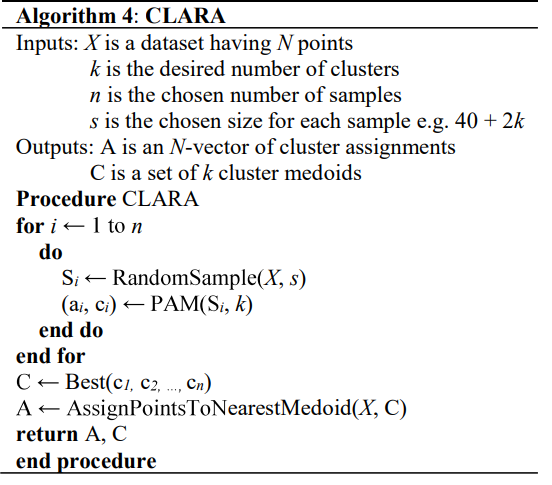 Algorithm 4: CLARA
Inputs: X is a dataset having N points
k is the desired number of clusters
n is the chosen number of samples
s is the chosen size for each sample e.g. 40 + 2k
Outputs: A is an N-vector of cluster assignments
C is a set of k cluster medoids
Procedure CLARA
for i ← 1 to n
do
Sᵢ ← RandomSample(X, s)
(aᵢ, cᵢ) ← PAM(Sᵢ, k)
end do
end for
C ← Best(c₁, c₂, ..., cₙ)
A ← AssignPointsToNearestMedoid(X, C)
return A, C
end procedure